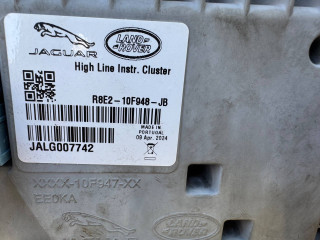 JAGUAR
LAND-ROVER
High Line Instr. Cluster
R8E2-10F948-JB
MADE IN
PORTUGAL
09 Apr. 2024
JALG007742
XXXX-10F947-XX
EE0KA